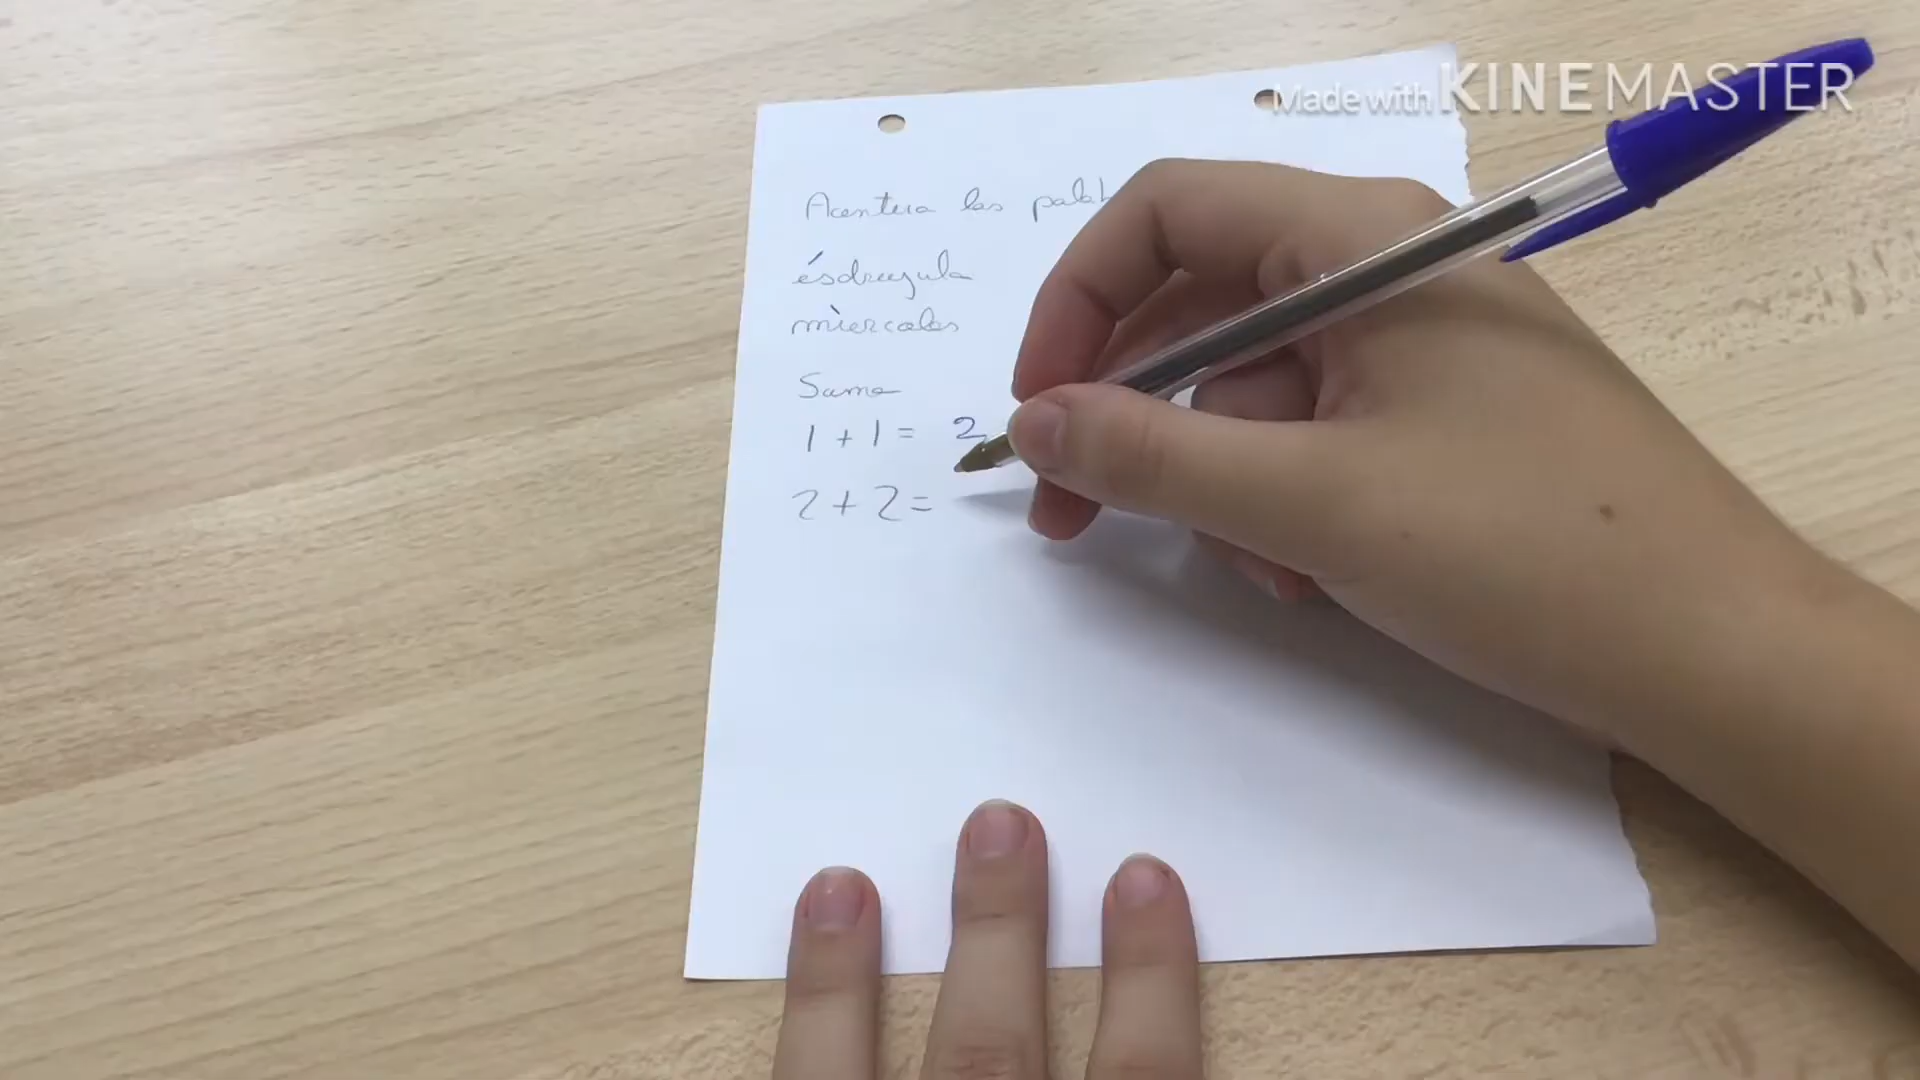 Made with KINEMASTER
Acentua las
ésdrujula
mìercoles
Suma
1 + 1 = 2
2 + 2 =